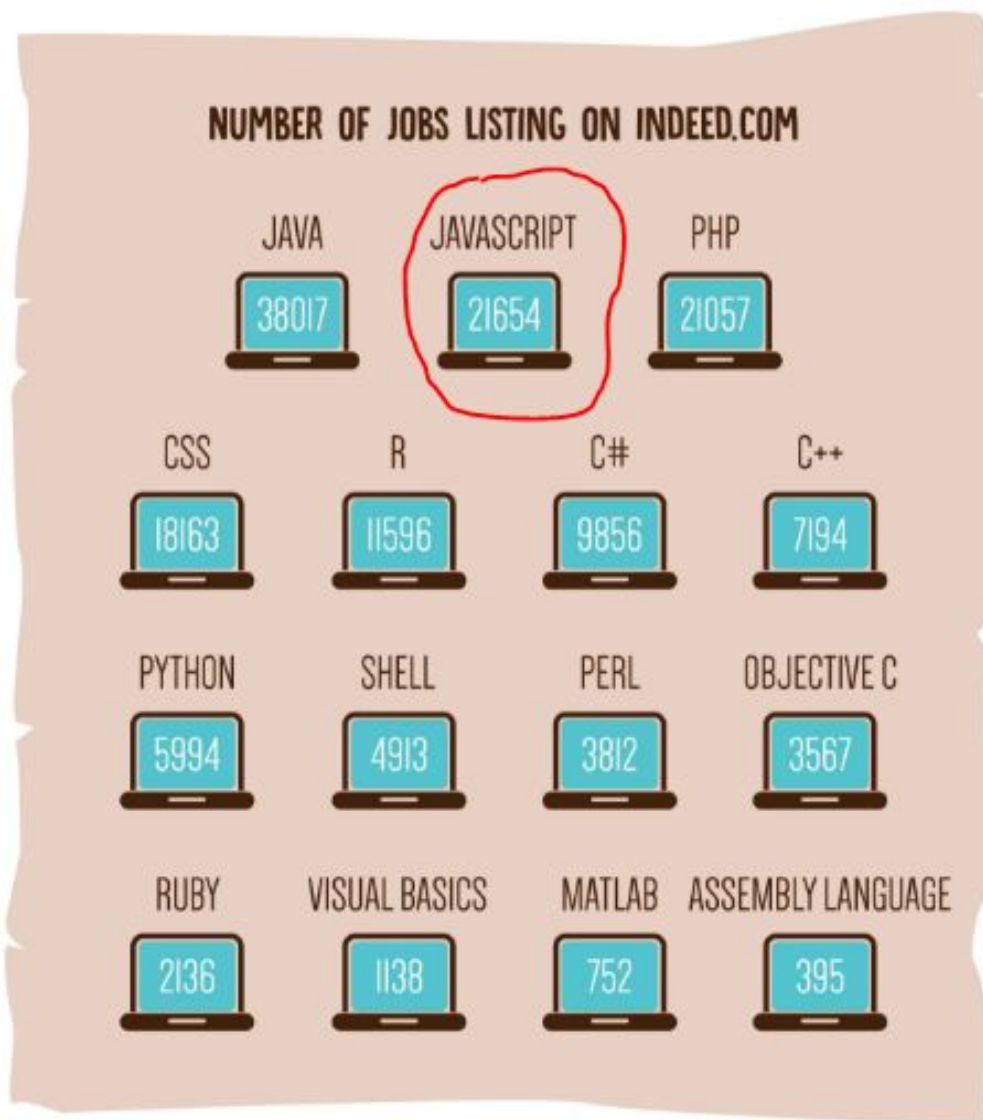 NUMBER OF JOBS LISTING ON INDEED.COM
JAVA JAVASCRIPT PHP
38017 21654 21057
CSS R C# C++
18163 11596 9856 7194
PYTHON SHELL PERL OBJECTIVE C
5994 4913 3812 3567
RUBY VISUAL BASICS MATLAB ASSEMBLY LANGUAGE
2136 1138 752 395